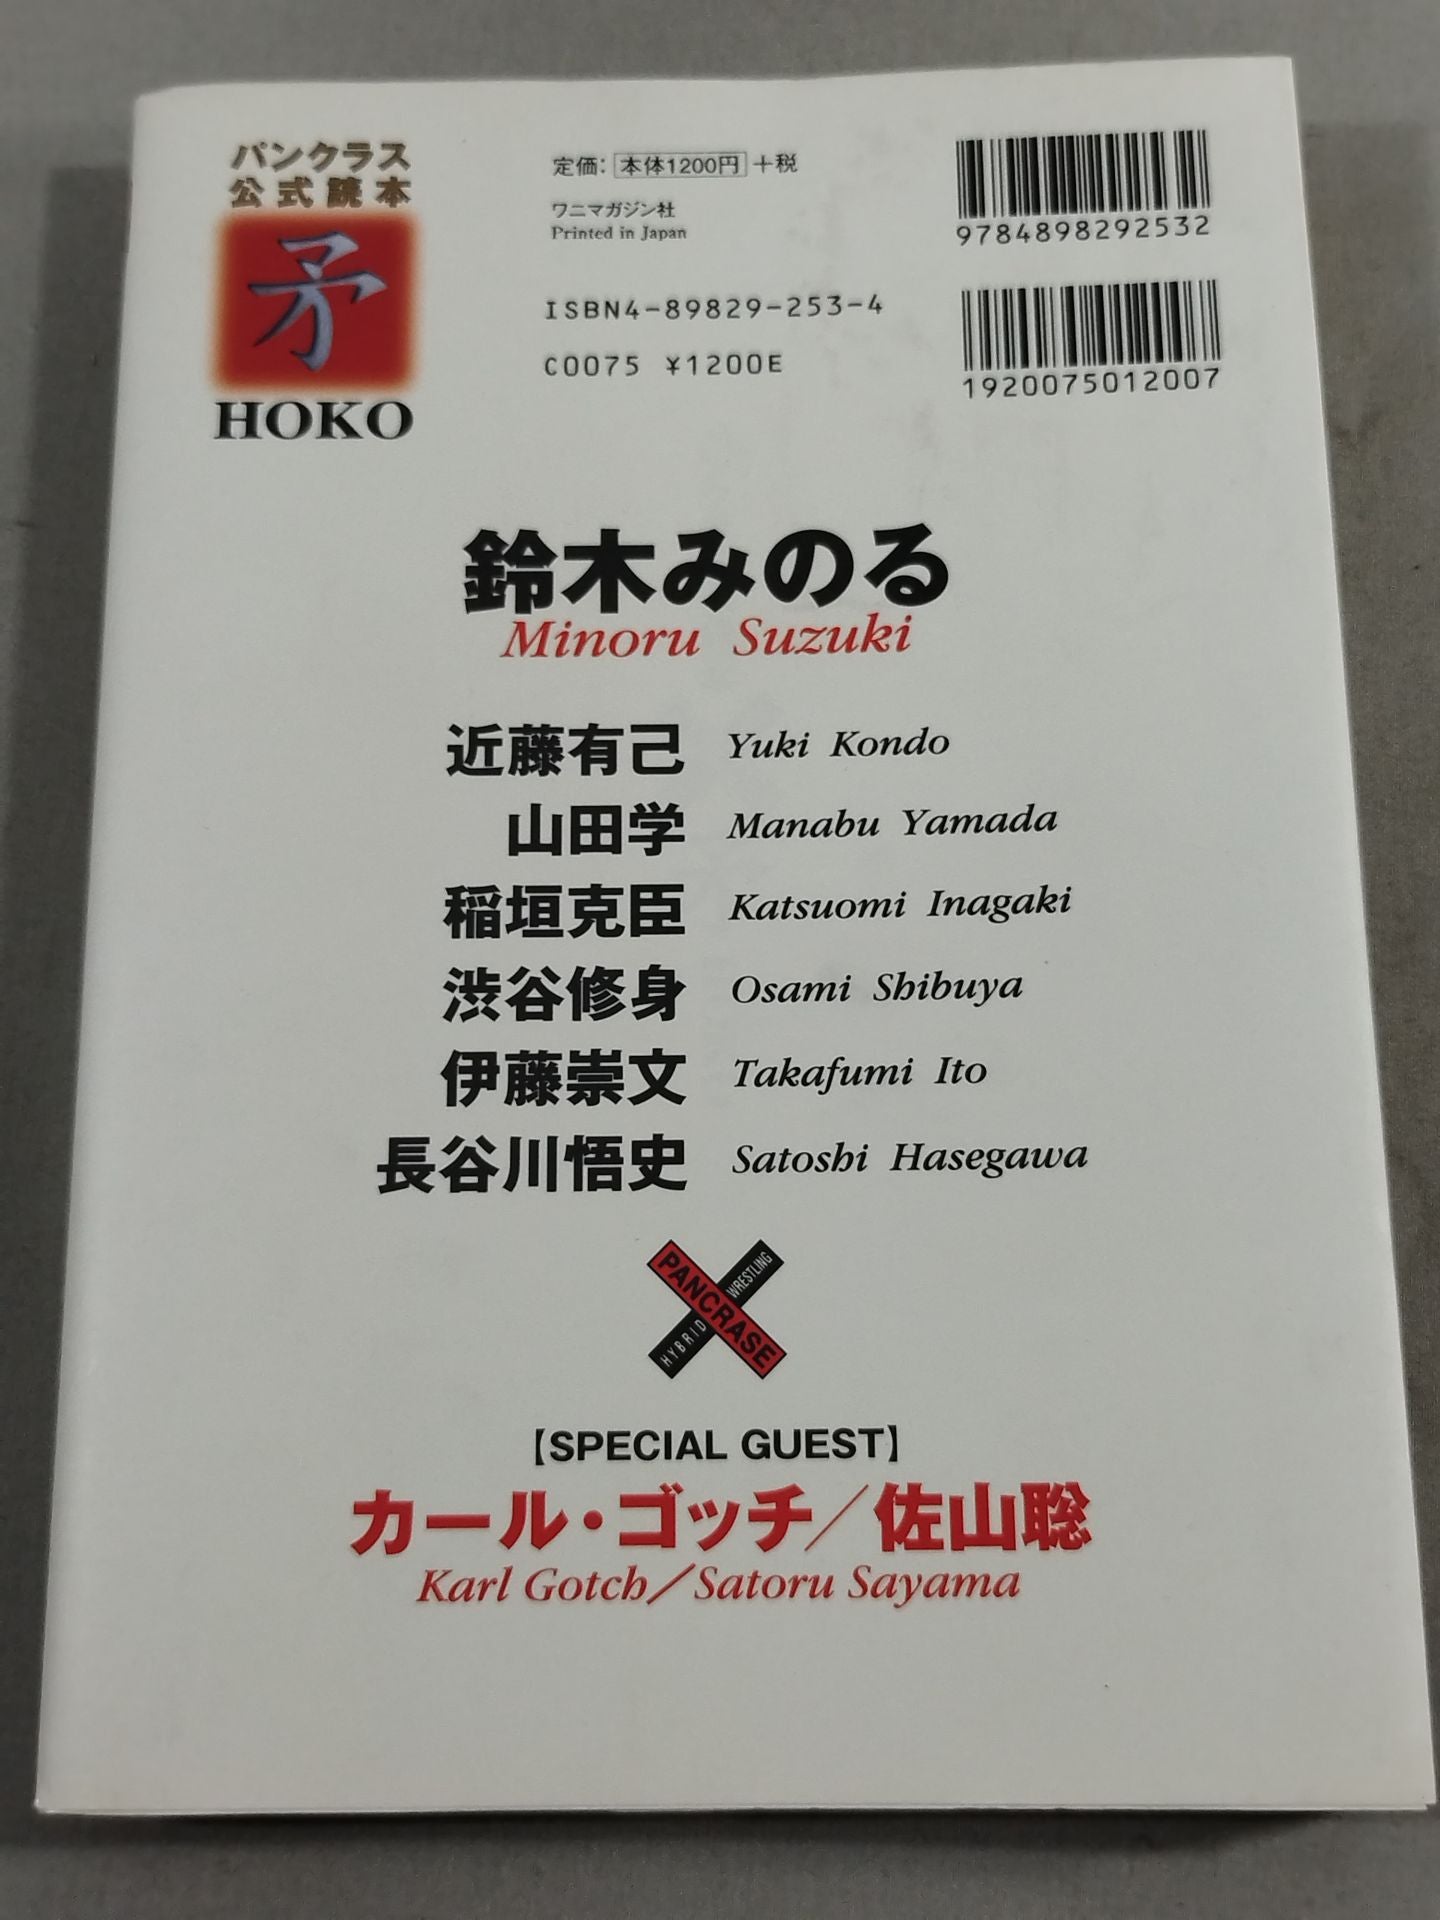 パンクラス
公式読本
矛
HOKO
定価：本体1200円+税
ワニマガジン社
Printed in Japan
ISBN4-89829-253-4
C0075 ¥1200E
9784898292532
1920075012007
鈴木みのる
Minoru Suzuki
近藤有己 Yuki Kondo
山田学 Manabu Yamada
稲垣克臣 Katsuomi Inagaki
渋谷修身 Osami Shibuya
伊藤崇文 Takafumi Ito
長谷川悟史 Satoshi Hasegawa
PANCRASE
HYBRID WRESTLING
【SPECIAL GUEST】
カール・ゴッチ／佐山聡
Karl Gotch／Satoru Sayama